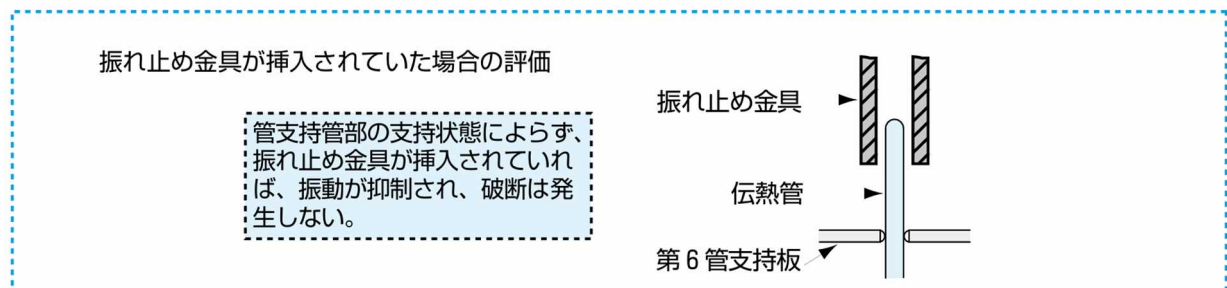 振れ止め金具が挿入されていた場合の評価
管支持管部の支持状態によらず、
振れ止め金具が挿入されていれ
ば、振動が抑制され、破断は発
生しない。
振れ止め金具
伝熱管
第6管支持板